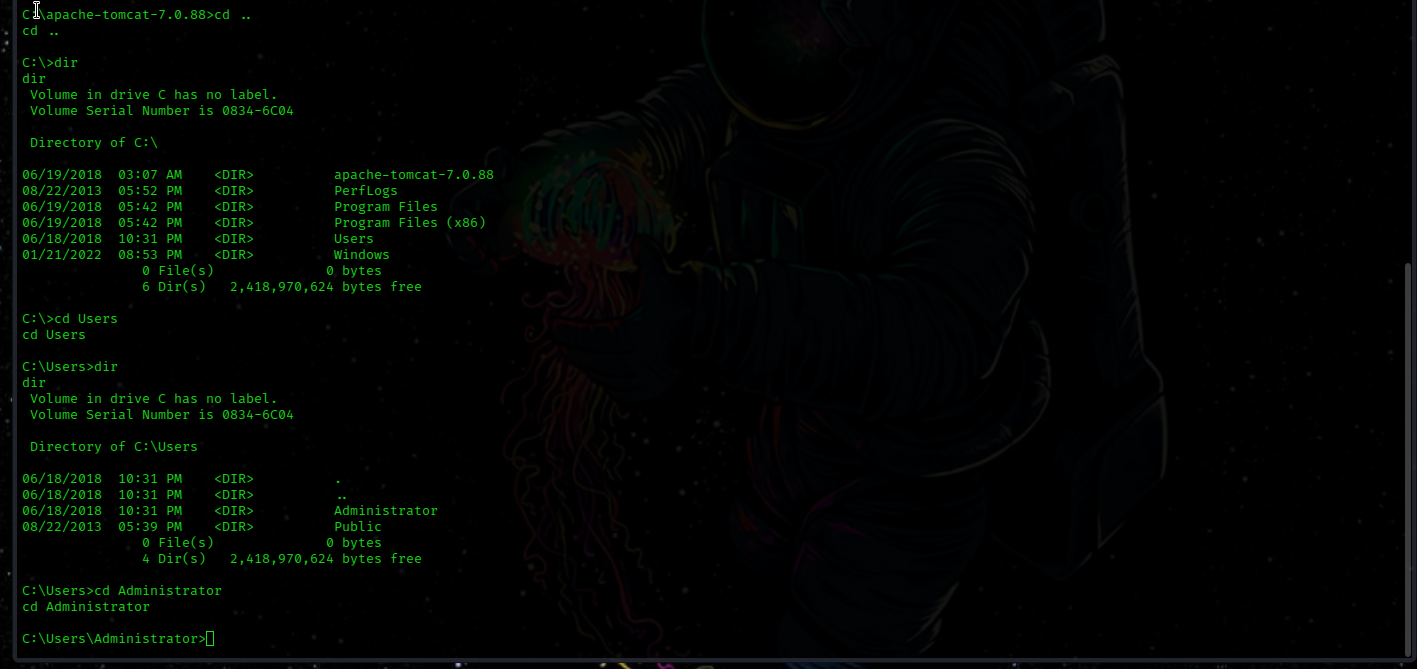 C:\apache-tomcat-7.0.88>cd ..
cd ..
C:\>dir
dir
 Volume in drive C has no label.
 Volume Serial Number is 0834-6C04
 Directory of C:\
06/19/2018  03:07 AM    <DIR>          apache-tomcat-7.0.88
08/22/2013  05:52 PM    <DIR>          PerfLogs
06/19/2018  05:42 PM    <DIR>          Program Files
06/19/2018  05:42 PM    <DIR>          Program Files (x86)
06/18/2018  10:31 PM    <DIR>          Users
01/21/2022  08:53 PM    <DIR>          Windows
               0 File(s)              0 bytes
               6 Dir(s)   2,418,970,624 bytes free
C:\>cd Users
cd Users
C:\Users>dir
dir
 Volume in drive C has no label.
 Volume Serial Number is 0834-6C04
 Directory of C:\Users
06/18/2018  10:31 PM    <DIR>          .
06/18/2018  10:31 PM    <DIR>          ..
06/18/2018  10:31 PM    <DIR>          Administrator
08/22/2013  05:39 PM    <DIR>          Public
               0 File(s)              0 bytes
               4 Dir(s)   2,418,970,624 bytes free
C:\Users>cd Administrator
cd Administrator
C:\Users\Administrator>